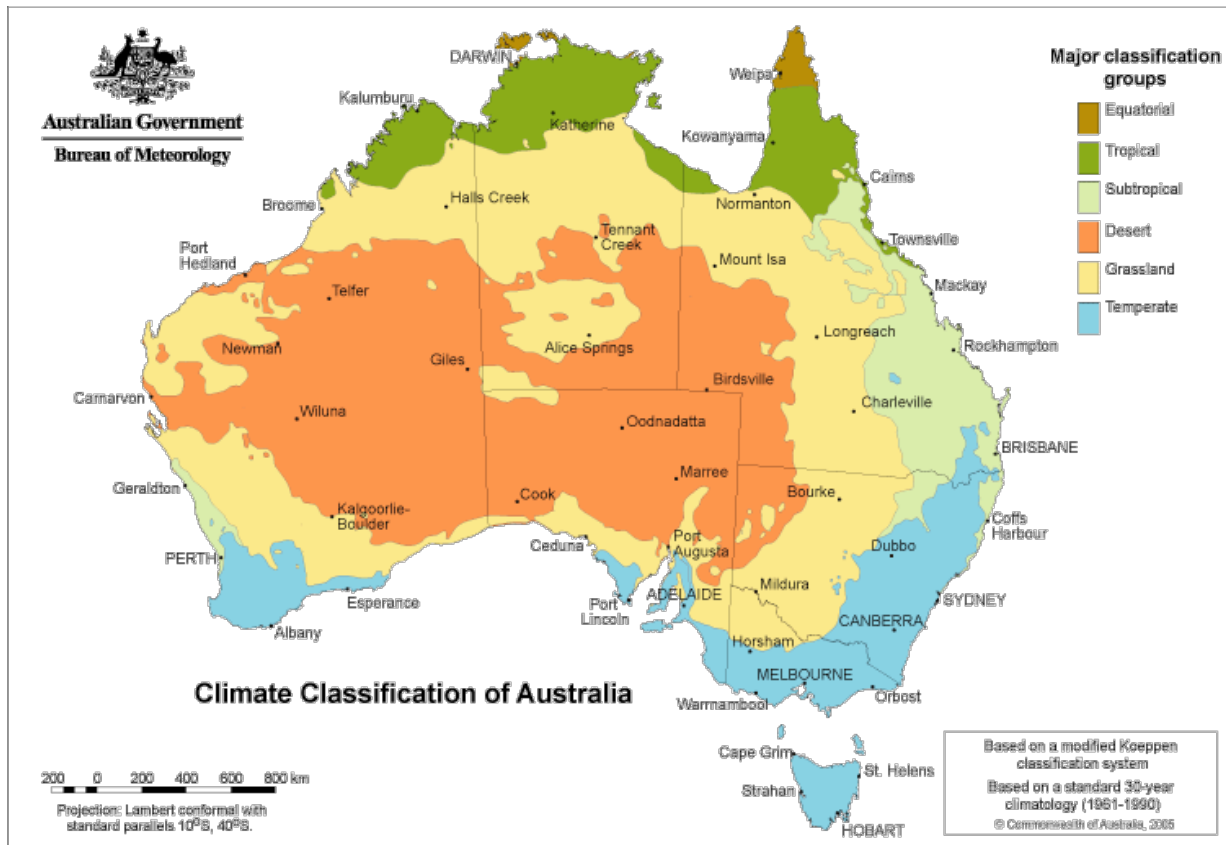 Australian Government
Bureau of Meteorology
Major classification
groups
Equatorial
Tropical
Subtropical
Desert
Grassland
Temperate
DARWIN
Weipa
Kalumburu
Katherine
Kowanyama
Cairns
Halls Creek
Broome
Normanton
Tennant
Creek
Townsville
Port
Hedland
Mount Isa
Telfer
Mackay
Longreach
Newman
Alice Springs
Rockhampton
Giles
Birdsville
Carnarvon
Wiluna
Charleville
Oodnadatta
BRISBANE
Marree
Geraldton
Cook
Bourke
Kalgoorlie-
Boulder
Coffs
Harbour
Ceduna
Port
Augusta
Dubbo
PERTH
Mildura
Esperance
ADELAIDE
SYDNEY
Port
Lincoln
CANBERRA
Albany
Horsham
MELBOURNE
Climate Classification of Australia
Warrnambool
Orbost
Cape Grim
St. Helens
Strahan
HOBART
200 0 200 400 600 800 km
Projection: Lambert conformal with
standard parallels 10ºS, 40ºS.
Based on a modified Koeppen
classification system
Based on a standard 30-year
climatology (1961-1990)
© Commonwealth of Australia, 2005